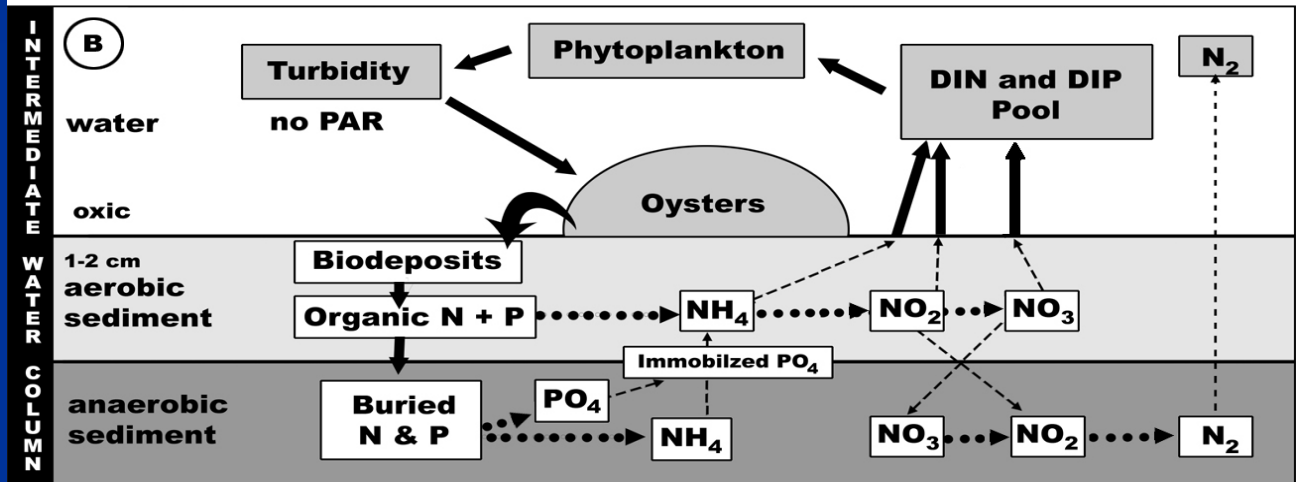 INTERMEDIATE WATER COLUMN
B
Turbidity
Phytoplankton
DIN and DIP
Pool
N₂
water
no PAR
oxic
Oysters
1-2 cm
aerobic
sediment
Biodeposits
Organic N + P
NH₄
NO₂
NO₃
Immobilzed PO₄
anaerobic
sediment
Buried
N & P
PO₄
NH₄
NO₃
NO₂
N₂